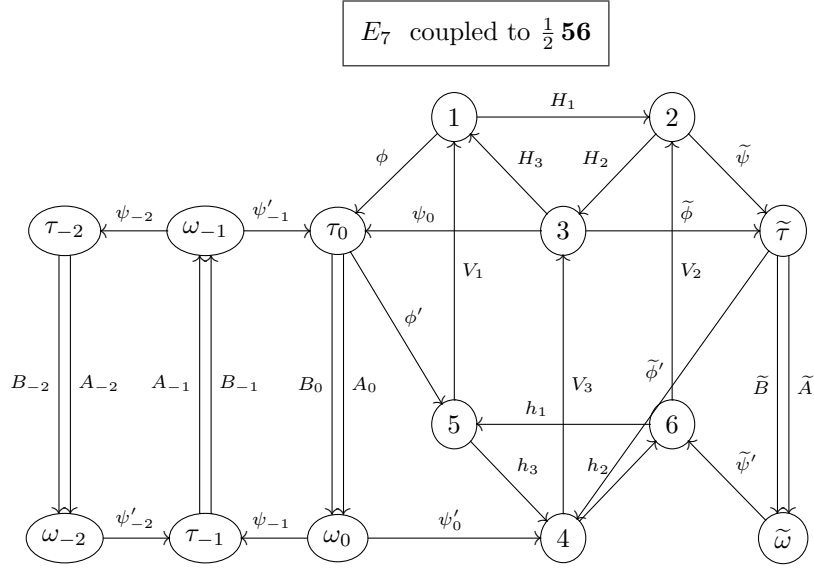 E₇ coupled to ½ 56
1 H₁ 2
ϕ H₃ H₂ ψ̃
τ₋₂ ψ₋₂ ω₋₁ ψ′₋₁ τ₀ ψ₀ 3 ϕ̃ τ̃
V₁ V₂
ϕ′
B₋₂ A₋₂ A₋₁ B₋₁ B₀ A₀ V₃ ϕ̃′ B̃ Ã
5 h₁ 6
h₃ h₂ ψ̃′
ω₋₂ ψ′₋₂ τ₋₁ ψ₋₁ ω₀ ψ′₀ 4 ω̃